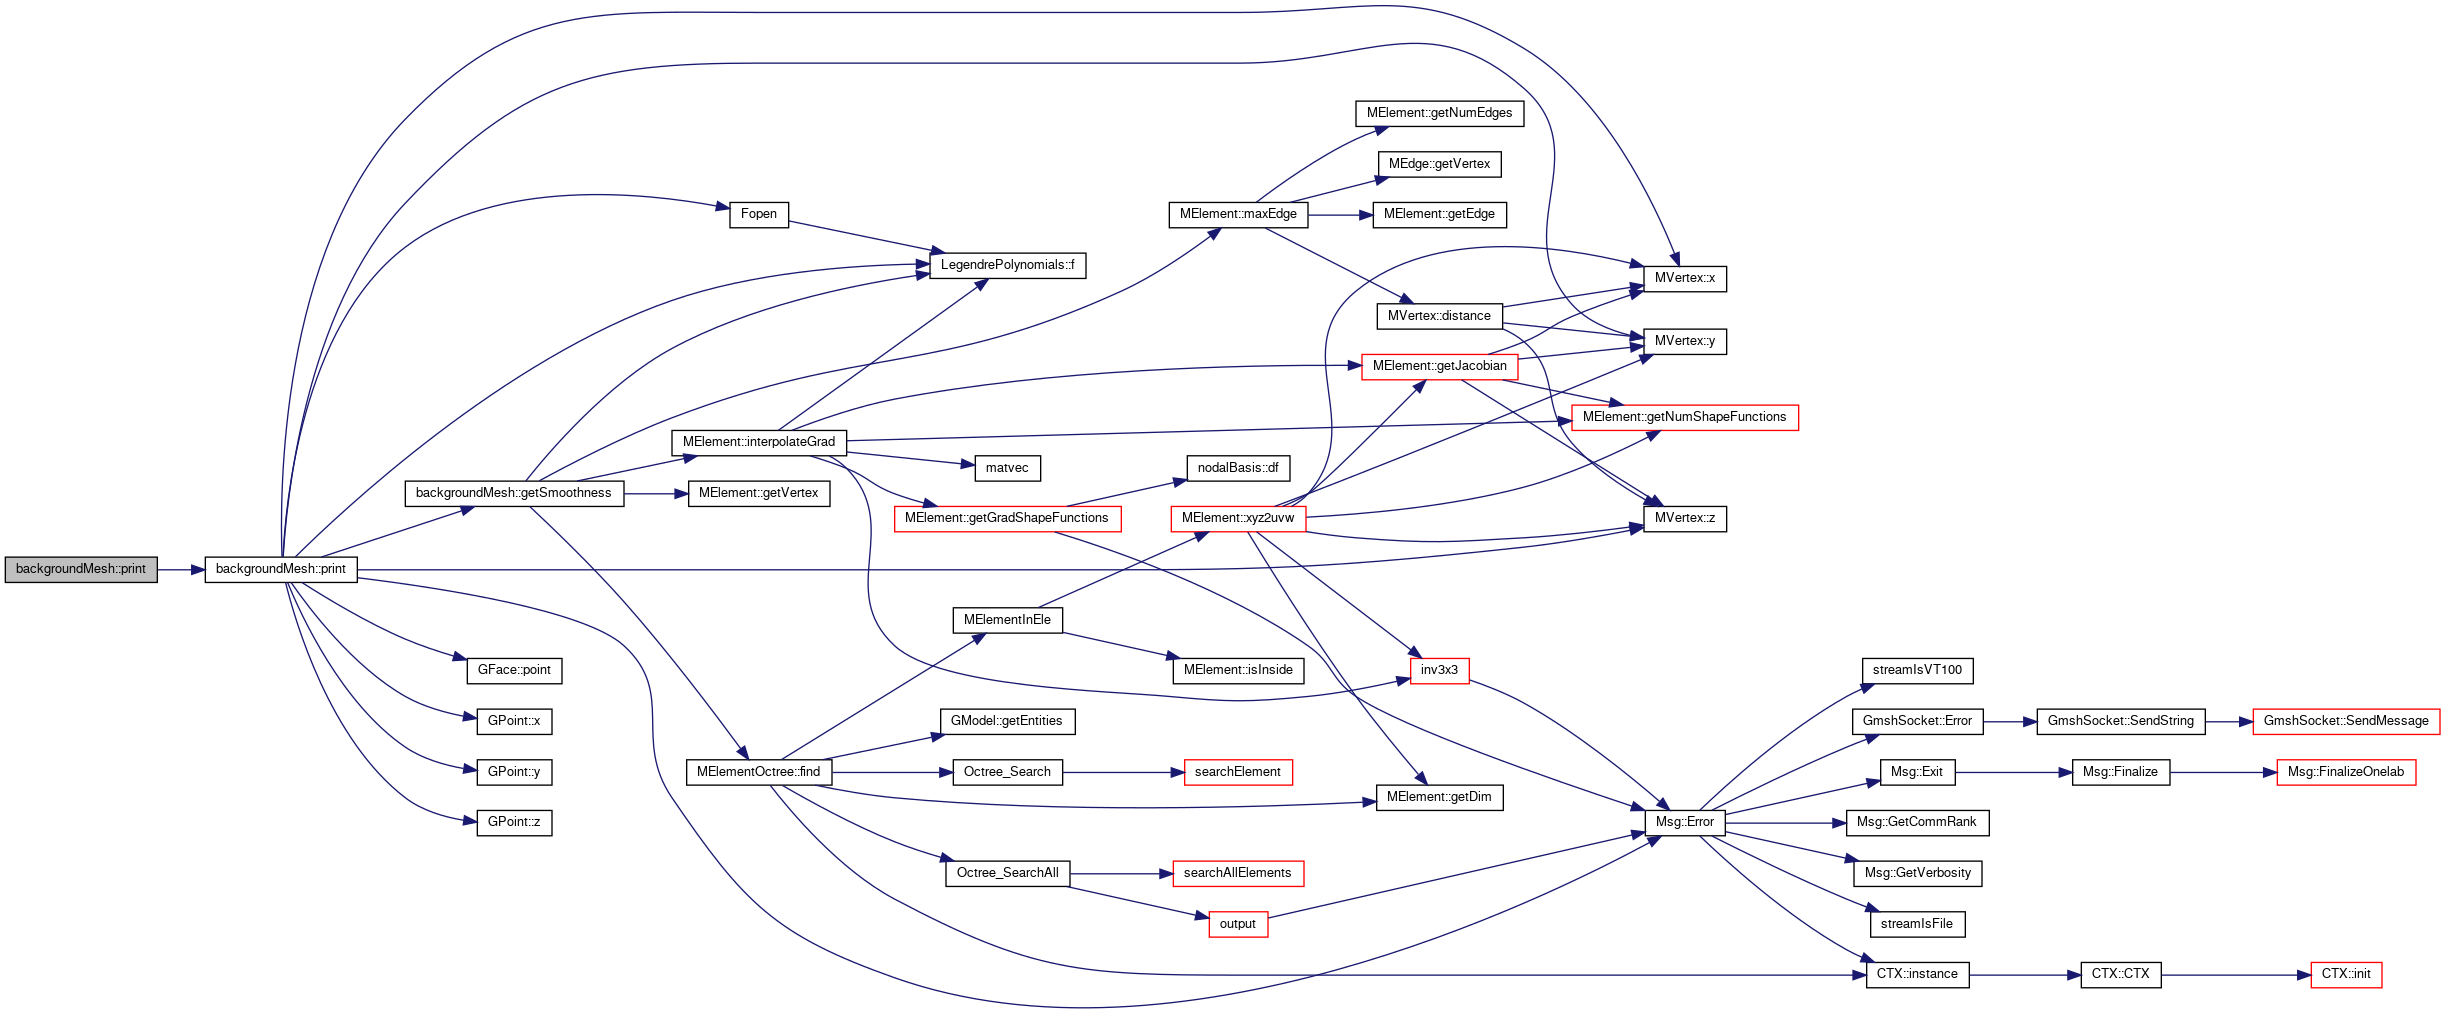 backgroundMesh::print
backgroundMesh::print
Fopen
LegendrePolynomials::f
backgroundMesh::getSmoothness
MElement::interpolateGrad
MElement::getVertex
matvec
MElement::getGradShapeFunctions
nodalBasis::df
MElement::maxEdge
MElement::getNumEdges
MEdge::getVertex
MElement::getEdge
MVertex::distance
MElement::getJacobian
MElement::getNumShapeFunctions
MVertex::x
MVertex::y
MVertex::z
MElement::xyz2uvw
MElementInEle
MElement::isInside
inv3x3
GFace::point
GPoint::x
GPoint::y
GPoint::z
MElementOctree::find
GModel::getEntities
Octree_Search
searchElement
MElement::getDim
Octree_SearchAll
searchAllElements
output
Msg::Error
streamIsVT100
GmshSocket::Error
GmshSocket::SendString
GmshSocket::SendMessage
Msg::Exit
Msg::Finalize
Msg::FinalizeOnelab
Msg::GetCommRank
Msg::GetVerbosity
streamIsFile
CTX::instance
CTX::CTX
CTX::init